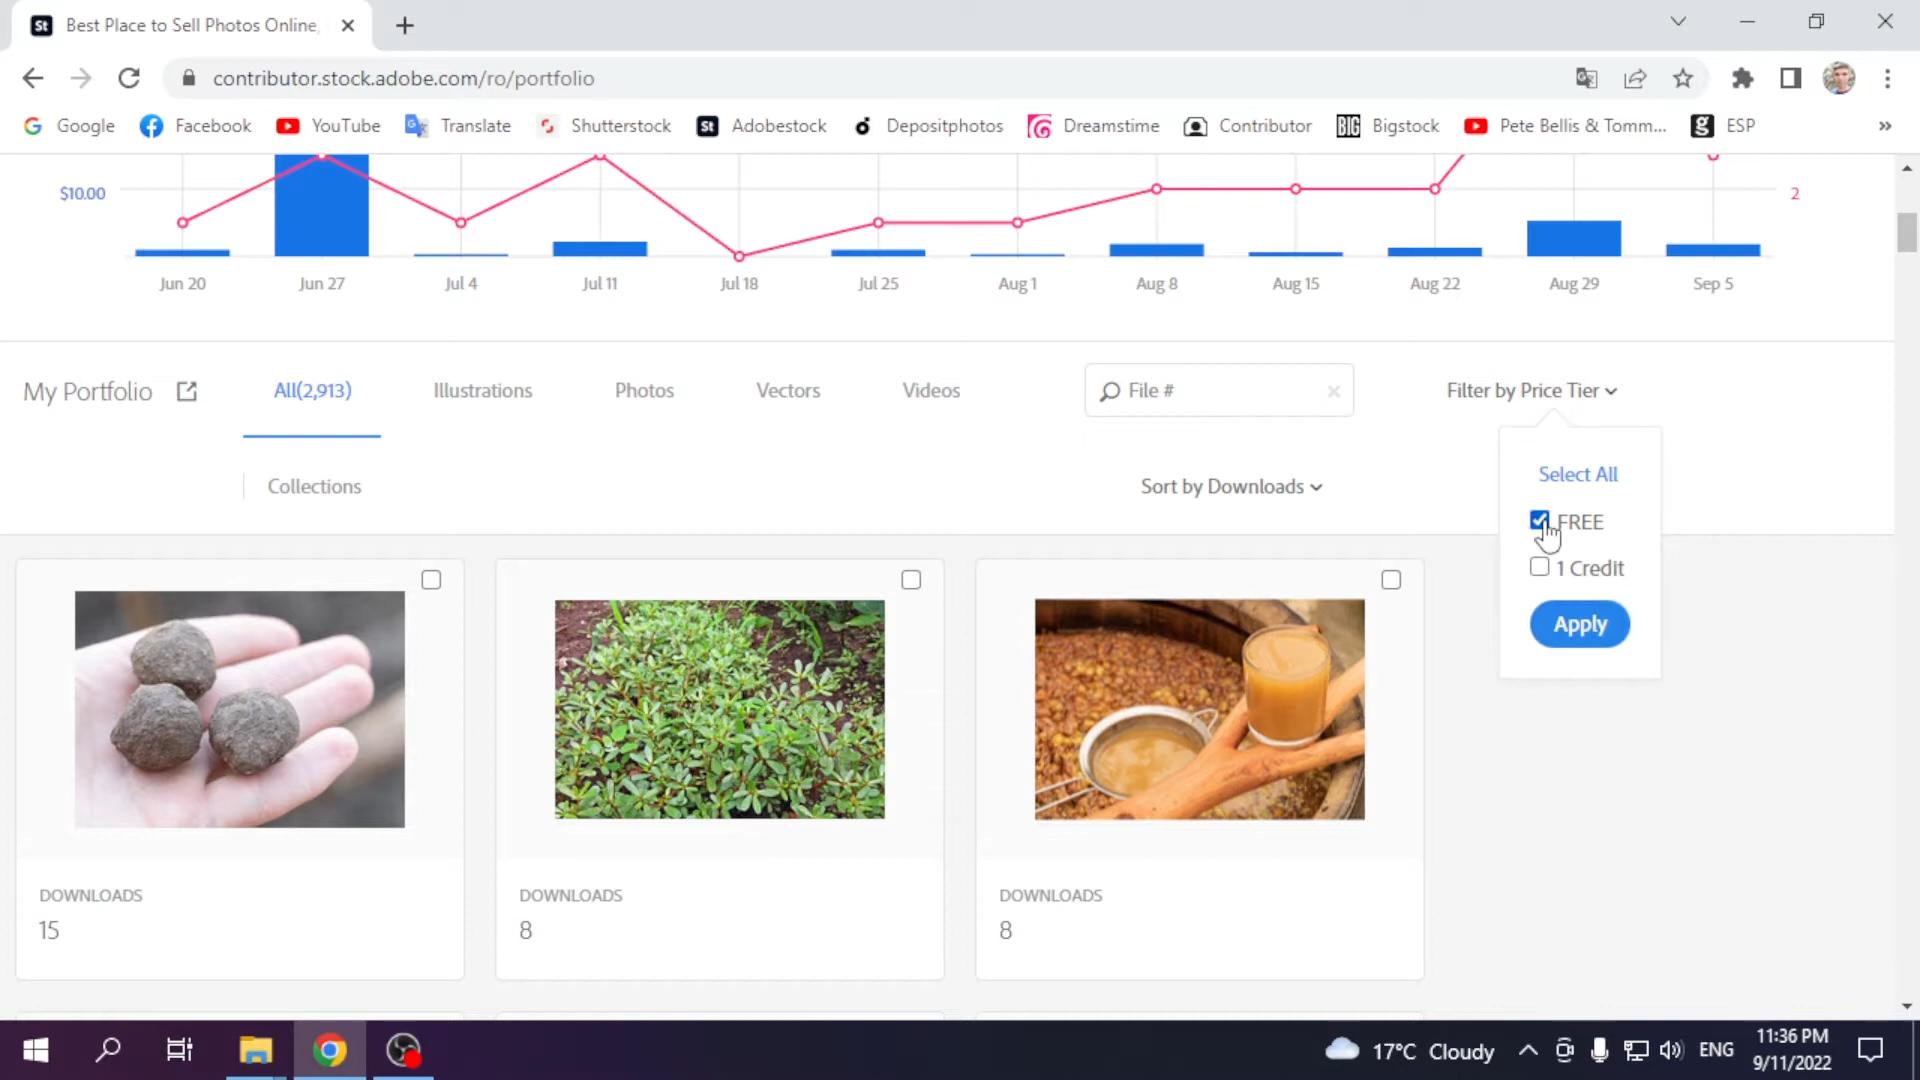 St Best Place to Sell Photos Online,
contributor.stock.adobe.com/ro/portfolio
Google Facebook YouTube Translate Shutterstock St Adobestock Depositphotos Dreamstime Contributor BIG Bigstock Pete Bellis & Tomm... g ESP »
$10.00 2
Jun 20 Jun 27 Jul 4 Jul 11 Jul 18 Jul 25 Aug 1 Aug 8 Aug 15 Aug 22 Aug 29 Sep 5
My Portfolio All(2,913) Illustrations Photos Vectors Videos File # Filter by Price Tier
Collections Sort by Downloads
Select All
FREE
1 Credit
Apply
DOWNLOADS DOWNLOADS DOWNLOADS
15 8 8
17°C Cloudy ENG 11:36 PM
9/11/2022